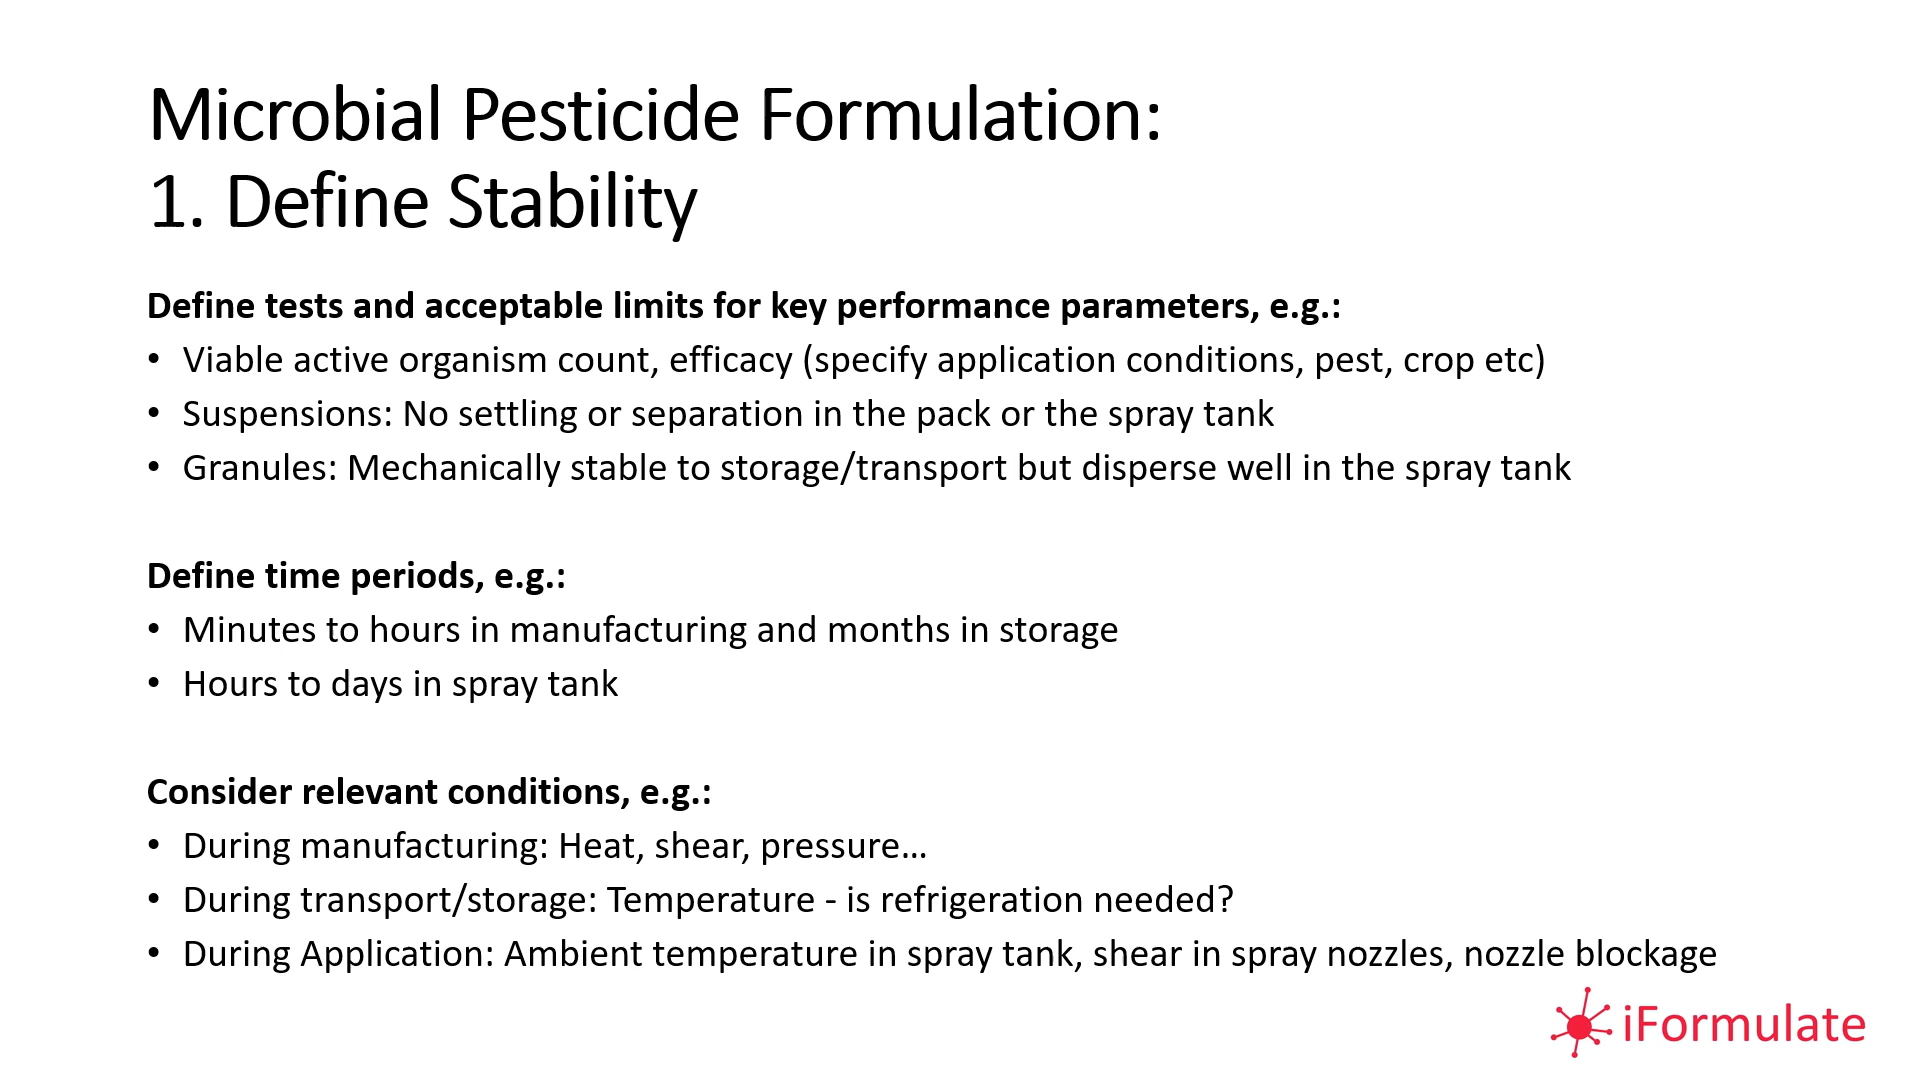 Microbial Pesticide Formulation:
1. Define Stability
Define tests and acceptable limits for key performance parameters, e.g.:
• Viable active organism count, efficacy (specify application conditions, pest, crop etc)
• Suspensions: No settling or separation in the pack or the spray tank
• Granules: Mechanically stable to storage/transport but disperse well in the spray tank
Define time periods, e.g.:
• Minutes to hours in manufacturing and months in storage
• Hours to days in spray tank
Consider relevant conditions, e.g.:
• During manufacturing: Heat, shear, pressure…
• During transport/storage: Temperature - is refrigeration needed?
• During Application: Ambient temperature in spray tank, shear in spray nozzles, nozzle blockage
iFormulate